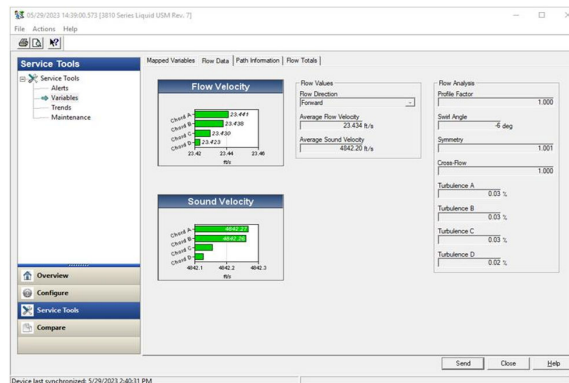 05/29/2023 14:39:00.573 [3810 Series Liquid USM Rev. 7]
File Actions Help
Service Tools
Service Tools
Alerts
Variables
Trends
Maintenance
Overview
Configure
Service Tools
Compare
Mapped Variables Flow Data Path Information Flow Totals
Flow Velocity
Chord A 23.441
Chord B 23.438
Chord C 23.430
Chord D 23.423
23.42 23.44 23.46
ft/s
Sound Velocity
Chord A 4842.27
Chord B 4842.26
Chord C
Chord D
4842.1 4842.2 4842.3
ft/s
Flow Values
Flow Direction
Forward
Average Flow Velocity
23.434 ft/s
Average Sound Velocity
4842.20 ft/s
Flow Analysis
Profile Factor
1.000
Swirl Angle
-6 deg
Symmetry
1.001
Cross-Flow
1.000
Turbulence A
0.03 %
Turbulence B
0.03 %
Turbulence C
0.03 %
Turbulence D
0.02 %
Send Close Help
Device last synchronized: 5/29/2023 2:40:31 PM